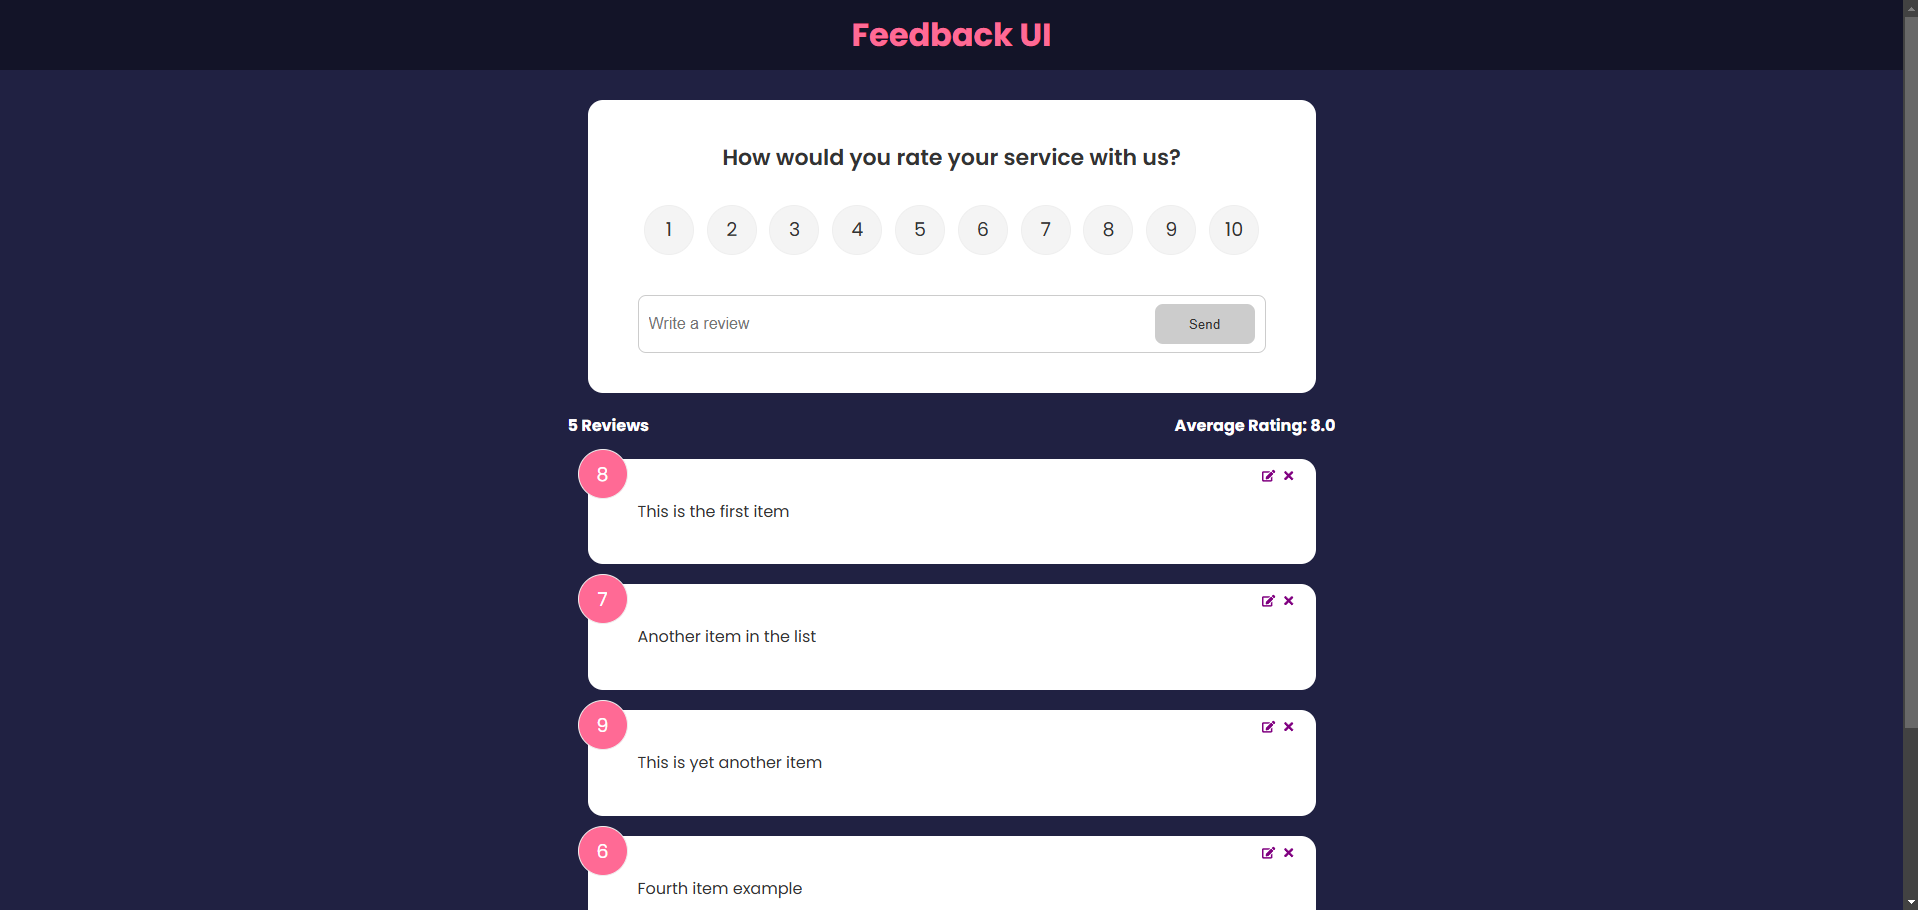 Feedback UI
How would you rate your service with us?
1 2 3 4 5 6 7 8 9 10
Write a review Send
5 Reviews Average Rating: 8.0
8
This is the first item
7
Another item in the list
9
This is yet another item
6
Fourth item example